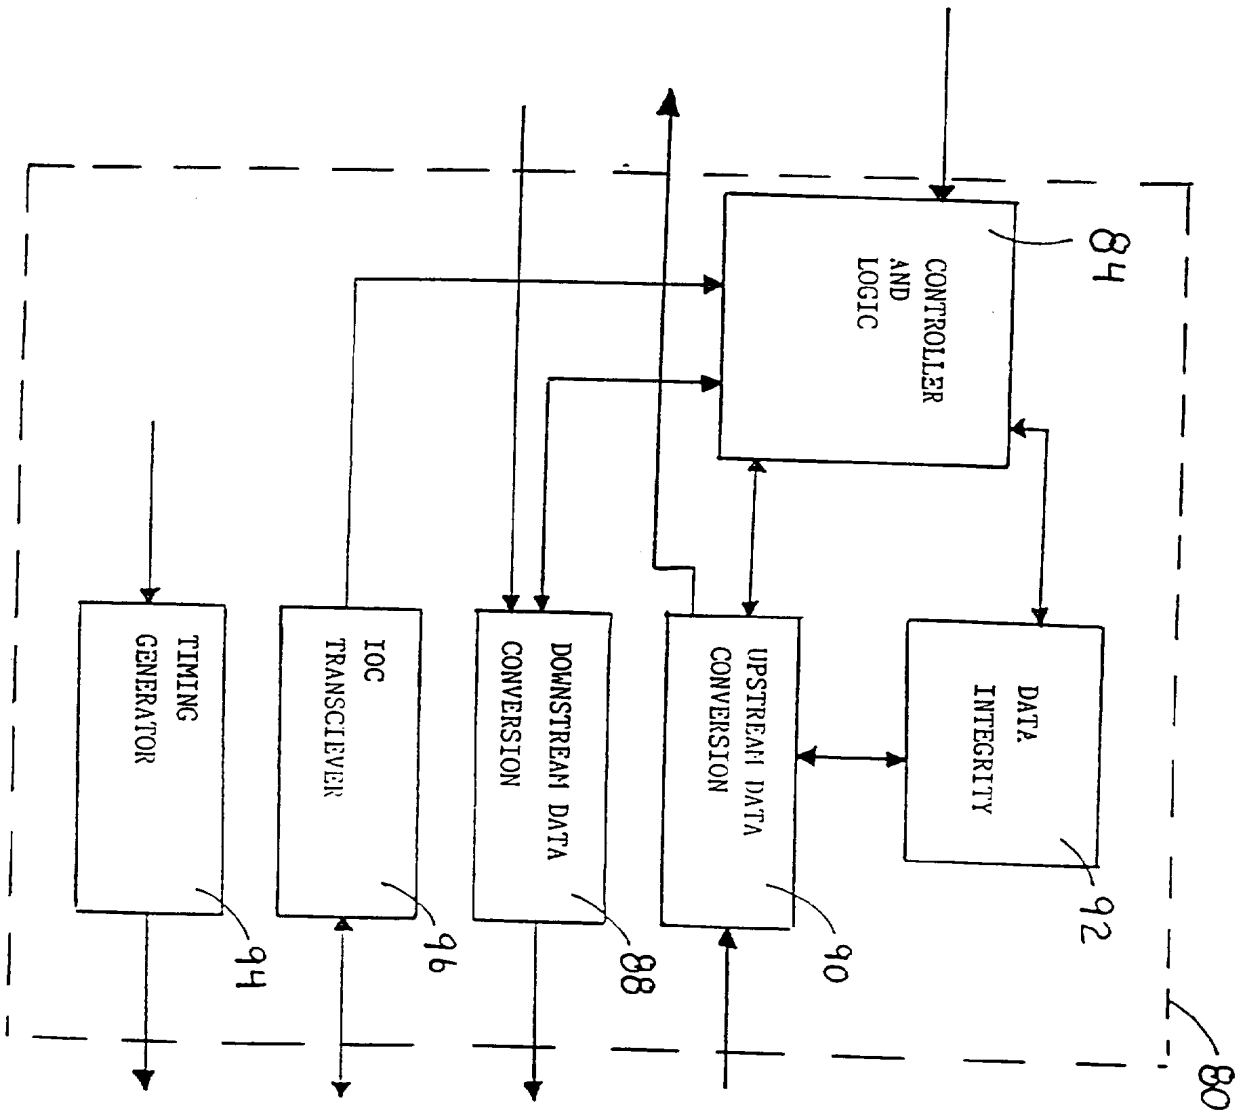 84
CONTROLLER
AND
LOGIC
DATA
INTEGRITY
92
UPSTREAM DATA
CONVERSION
90
DOWNSTREAM DATA
CONVERSION
88
IOC
TRANSCIEVER
96
TIMING
GENERATOR
94
80